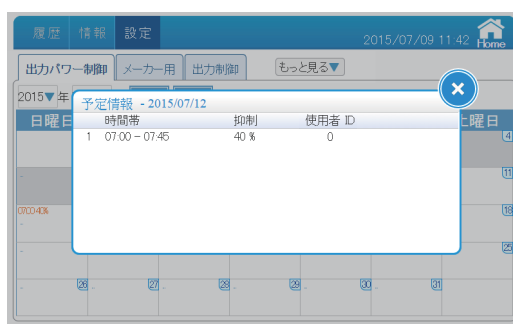 履歴 情報 設定 2015/07/09 11:42 Home
出力パワー制御 メーカー用 出力制御 もっと見る▼
2015▼ 年
予定情報 - 2015/07/12
日曜日 土曜日
時間帯 抑制 使用者 ID
1 07:00 – 07:45 40 % 0
4
11
07:00 40% 18
25
26 27 28 29 30 31